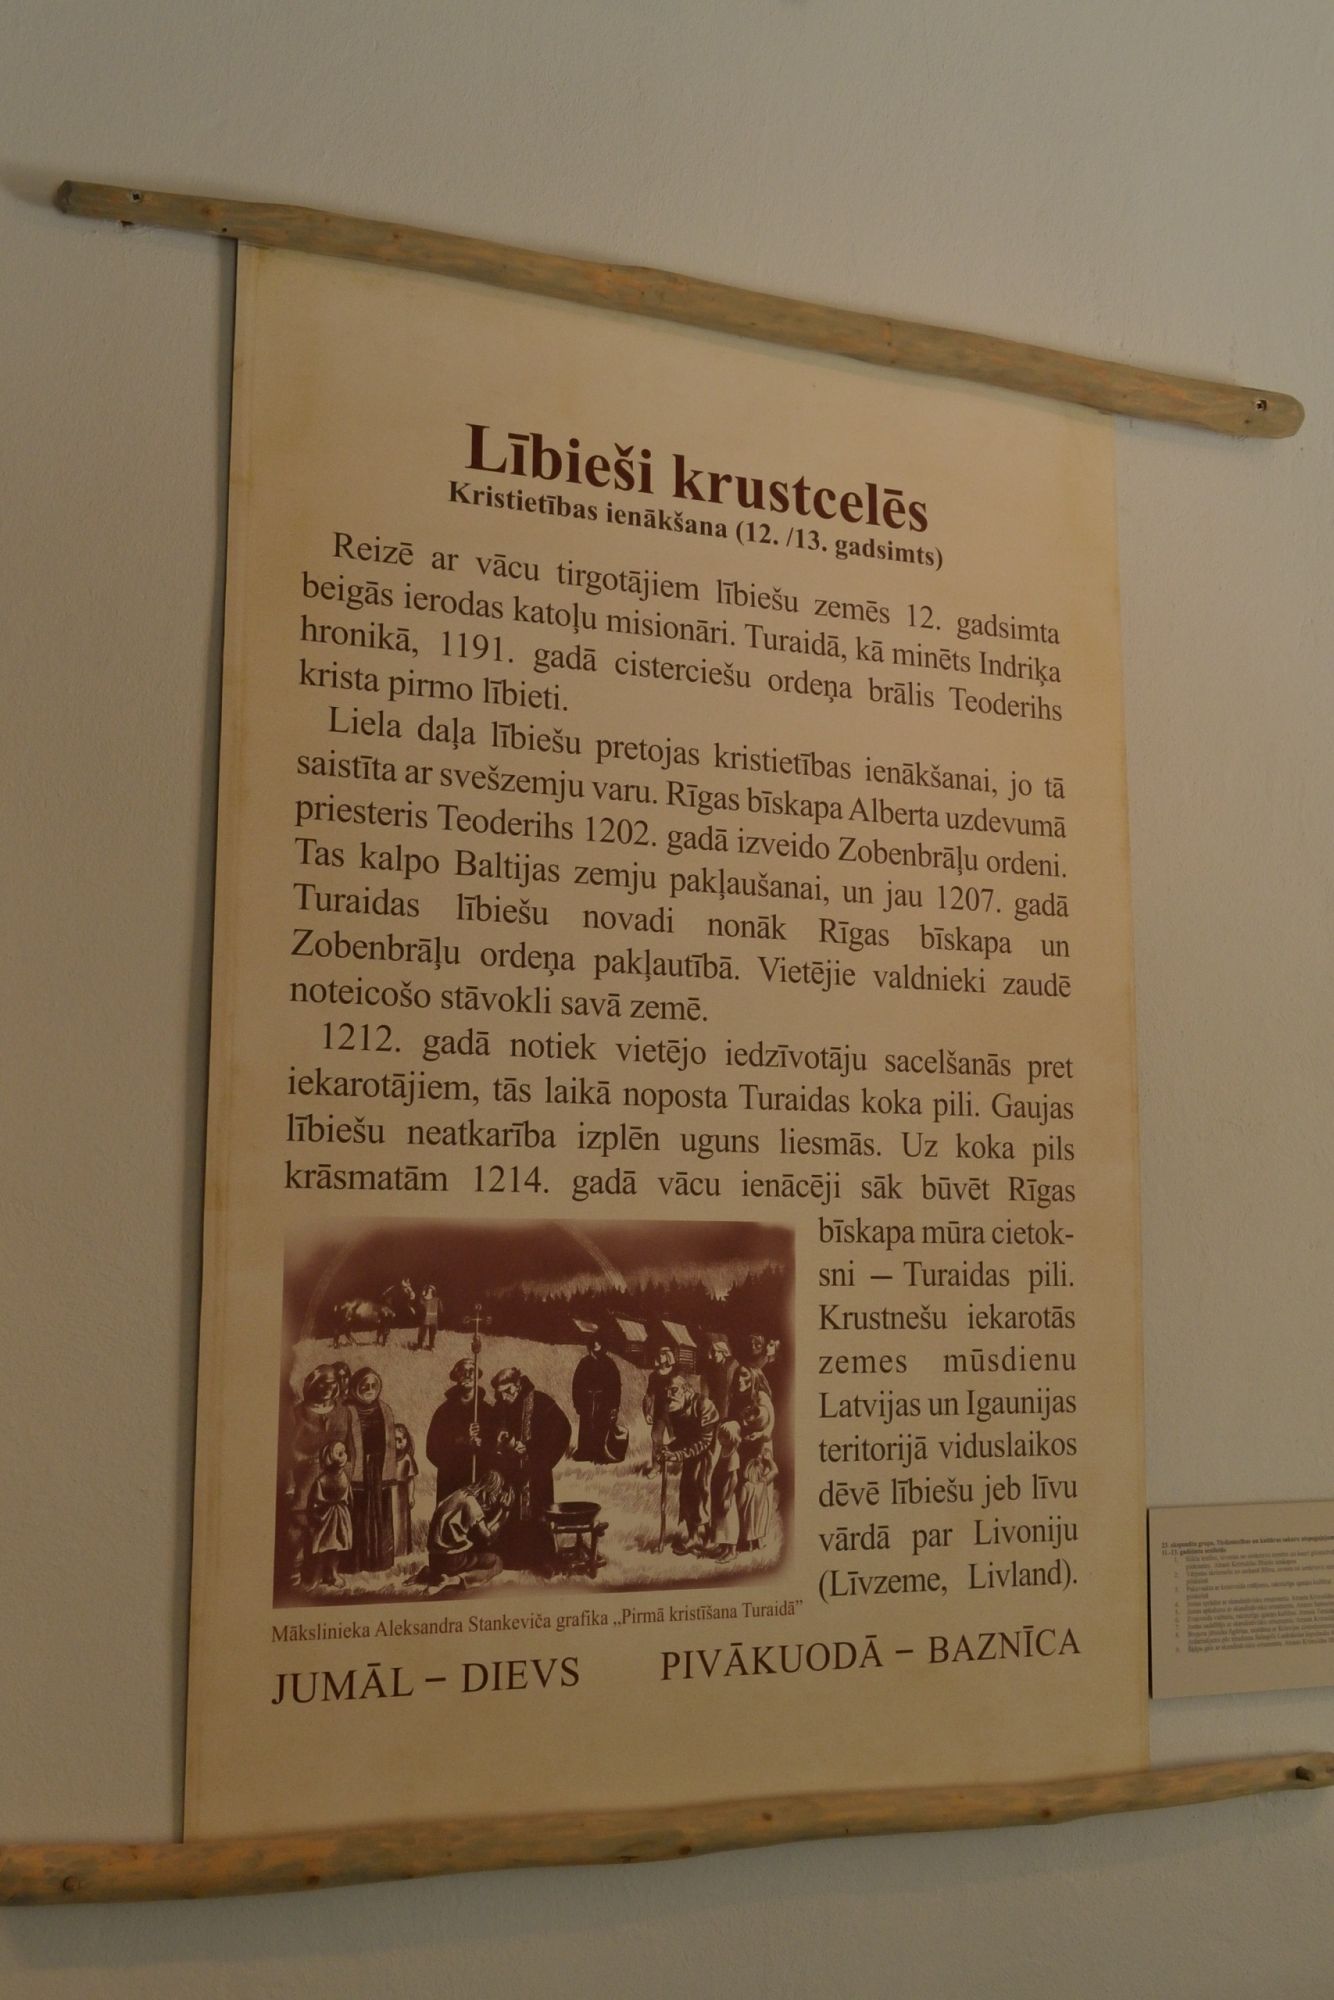 Lībieši krustcelēs
Kristietības ienākšana (12. /13. gadsimts)
Reizē ar vācu tirgotājiem lībiešu zemēs 12. gadsimta
beigās ierodas katoļu misionāri. Turaidā, kā minēts Indriķa
hronikā, 1191. gadā cisterciešu ordeņa brālis Teoderihs
krista pirmo lībieti.
Liela daļa lībiešu pretojas kristietības ienākšanai, jo tā
saistīta ar svešzemju varu. Rīgas bīskapa Alberta uzdevumā
priesteris Teoderihs 1202. gadā izveido Zobenbrāļu ordeni.
Tas kalpo Baltijas zemju pakļaušanai, un jau 1207. gadā
Turaidas lībiešu novadi nonāk Rīgas bīskapa un
Zobenbrāļu ordeņa pakļautībā. Vietējie valdnieki zaudē
noteicošo stāvokli savā zemē.
1212. gadā notiek vietējo iedzīvotāju sacelšanās pret
iekarotājiem, tās laikā noposta Turaidas koka pili. Gaujas
lībiešu neatkarība izplēn uguns liesmās. Uz koka pils
krāsmatām 1214. gadā vācu ienācēji sāk būvēt Rīgas
bīskapa mūra cietok-
sni – Turaidas pili.
Krustnešu iekarotās
zemes mūsdienu
Latvijas un Igaunijas
teritorijā viduslaikos
dēvē lībiešu jeb līvu
vārdā par Livoniju
(Līvzeme, Livland).
Mākslinieka Aleksandra Stankeviča grafika „Pirmā kristīšana Turaidā”
JUMĀL – DIEVS PIVĀKUODĀ – BAZNĪCA